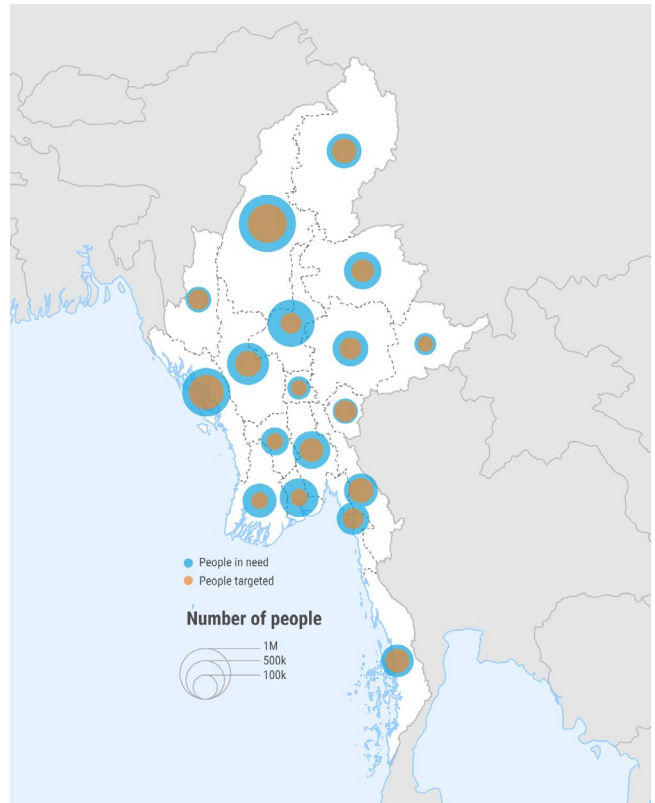 People in need
People targeted
Number of people
1M
500k
100k